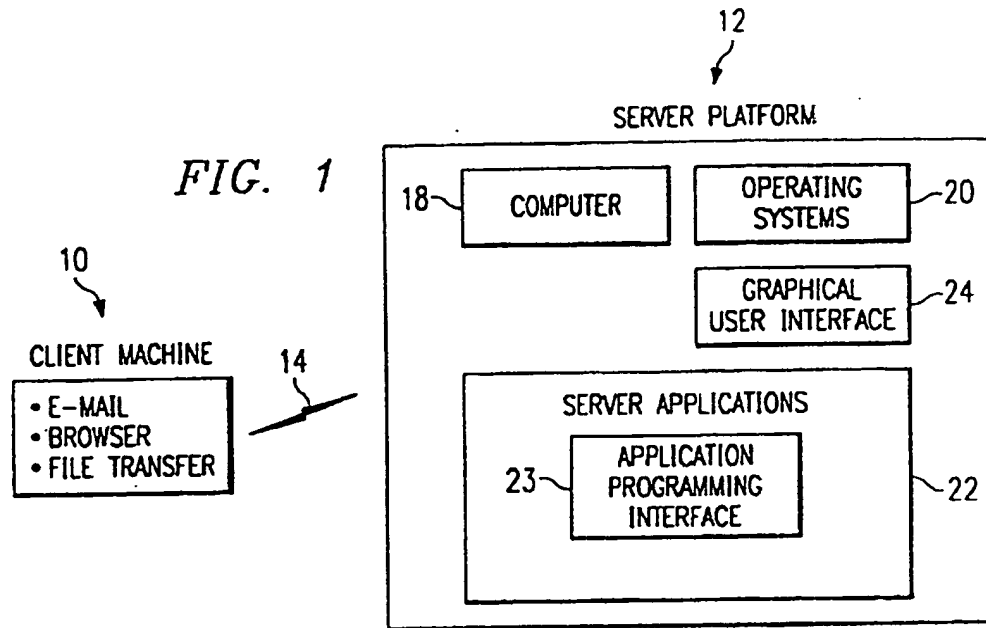 12
SERVER PLATFORM
FIG. 1
18
COMPUTER
OPERATING
SYSTEMS
20
10
GRAPHICAL
USER INTERFACE
24
CLIENT MACHINE
• E-MAIL
• BROWSER
• FILE TRANSFER
14
SERVER APPLICATIONS
23
APPLICATION
PROGRAMMING
INTERFACE
22